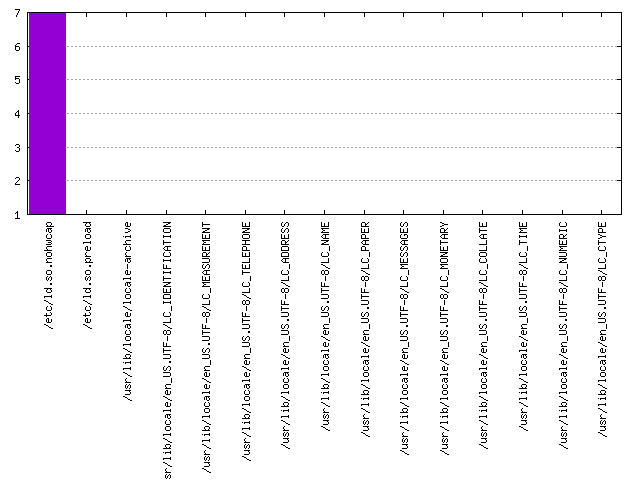 7
6
5
4
3
2
1
/etc/ld.so.nohwcap
/etc/ld.so.preload
/usr/lib/locale/locale-archive
sr/lib/locale/en_US.UTF-8/LC_IDENTIFICATION
/usr/lib/locale/en_US.UTF-8/LC_MEASUREMENT
/usr/lib/locale/en_US.UTF-8/LC_TELEPHONE
/usr/lib/locale/en_US.UTF-8/LC_ADDRESS
/usr/lib/locale/en_US.UTF-8/LC_NAME
/usr/lib/locale/en_US.UTF-8/LC_PAPER
/usr/lib/locale/en_US.UTF-8/LC_MESSAGES
/usr/lib/locale/en_US.UTF-8/LC_MONETARY
/usr/lib/locale/en_US.UTF-8/LC_COLLATE
/usr/lib/locale/en_US.UTF-8/LC_TIME
/usr/lib/locale/en_US.UTF-8/LC_NUMERIC
/usr/lib/locale/en_US.UTF-8/LC_CTYPE